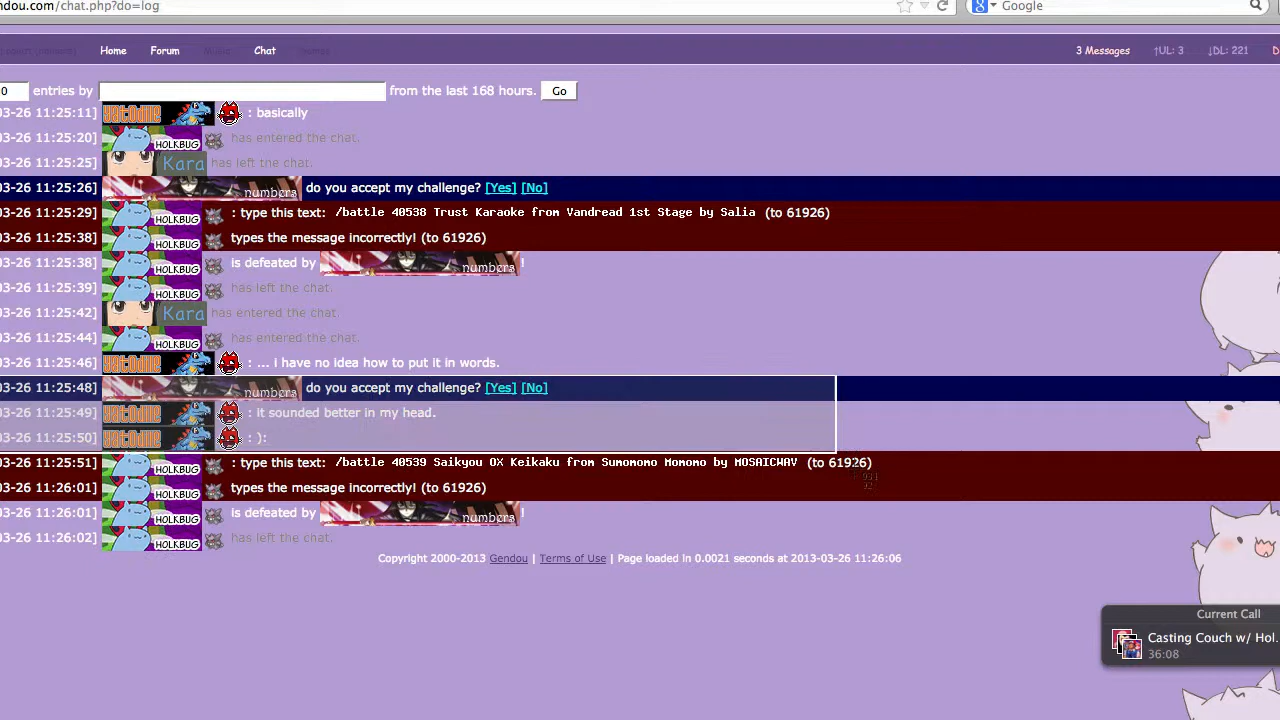 ndou.com/chat.php?do=log
Google
Home Forum Music Chat Games 3 Messages ↑UL: 3 ↓DL: 221 D
0 entries by from the last 168 hours. Go
03-26 11:25:11] : basically
03-26 11:25:20] HOLKBUG has entered the chat.
03-26 11:25:25] Kara has left the chat.
03-26 11:25:26] numbers do you accept my challenge? [Yes] [No]
03-26 11:25:29] HOLKBUG : type this text: /battle 40538 Trust Karaoke from Vandread 1st Stage by Salia (to 61926)
03-26 11:25:38] HOLKBUG types the message incorrectly! (to 61926)
03-26 11:25:38] HOLKBUG is defeated by numbers !
03-26 11:25:39] HOLKBUG has left the chat.
03-26 11:25:42] Kara has entered the chat.
03-26 11:25:44] HOLKBUG has entered the chat.
03-26 11:25:46] : ... i have no idea how to put it in words.
03-26 11:25:48] numbers do you accept my challenge? [Yes] [No]
03-26 11:25:49] : it sounded better in my head.
03-26 11:25:50] : ):
03-26 11:25:51] HOLKBUG : type this text: /battle 40539 Saikyou OX Keikaku from Sumomomo Momomo by MOSAICWAV (to 61926)
03-26 11:26:01] HOLKBUG types the message incorrectly! (to 61926)
03-26 11:26:01] HOLKBUG is defeated by numbers !
03-26 11:26:02] HOLKBUG has left the chat.
Copyright 2000-2013 Gendou | Terms of Use | Page loaded in 0.0021 seconds at 2013-03-26 11:26:06
Current Call
Casting Couch w/ Hol...
36:08